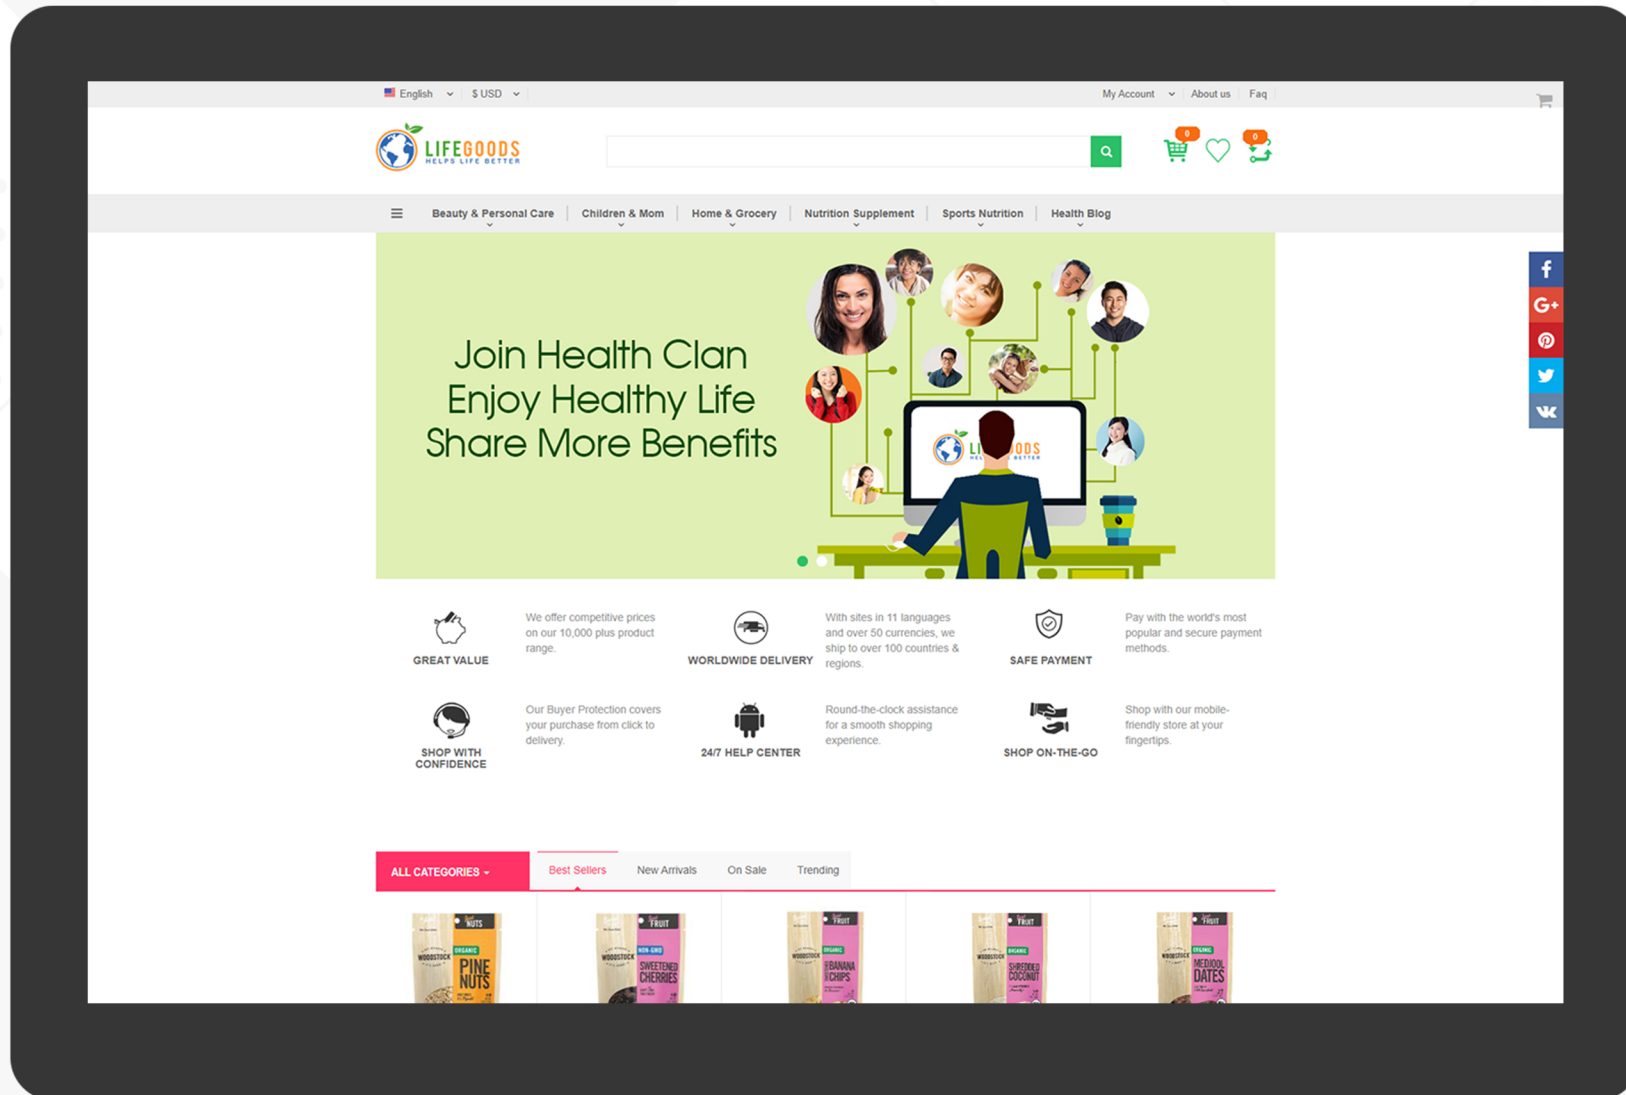 English
$ USD
My Account
About us
Faq
LIFEGOODS
HELPS LIFE BETTER
0
0
Beauty & Personal Care
Children & Mom
Home & Grocery
Nutrition Supplement
Sports Nutrition
Health Blog
Join Health Clan
Enjoy Healthy Life
Share More Benefits
f
G+
GREAT VALUE
We offer competitive prices
on our 10,000 plus product
range.
WORLDWIDE DELIVERY
With sites in 11 languages
and over 50 currencies, we
ship to over 100 countries &
regions.
SAFE PAYMENT
Pay with the world's most
popular and secure payment
methods.
SHOP WITH
CONFIDENCE
Our Buyer Protection covers
your purchase from click to
delivery.
24/7 HELP CENTER
Round-the-clock assistance
for a smooth shopping
experience.
SHOP ON-THE-GO
Shop with our mobile-
friendly store at your
fingertips.
ALL CATEGORIES
Best Sellers
New Arrivals
On Sale
Trending
NUTS
WOODSTOCK
ORGANIC
PINE
NUTS
FRUIT
WOODSTOCK
NON-GMO
SWEETENED
CHERRIES
FRUIT
WOODSTOCK
ORGANIC
BANANA
CHIPS
FRUIT
WOODSTOCK
ORGANIC
SHREDDED
COCONUT
FRUIT
WOODSTOCK
ORGANIC
MEDJOOL
DATES